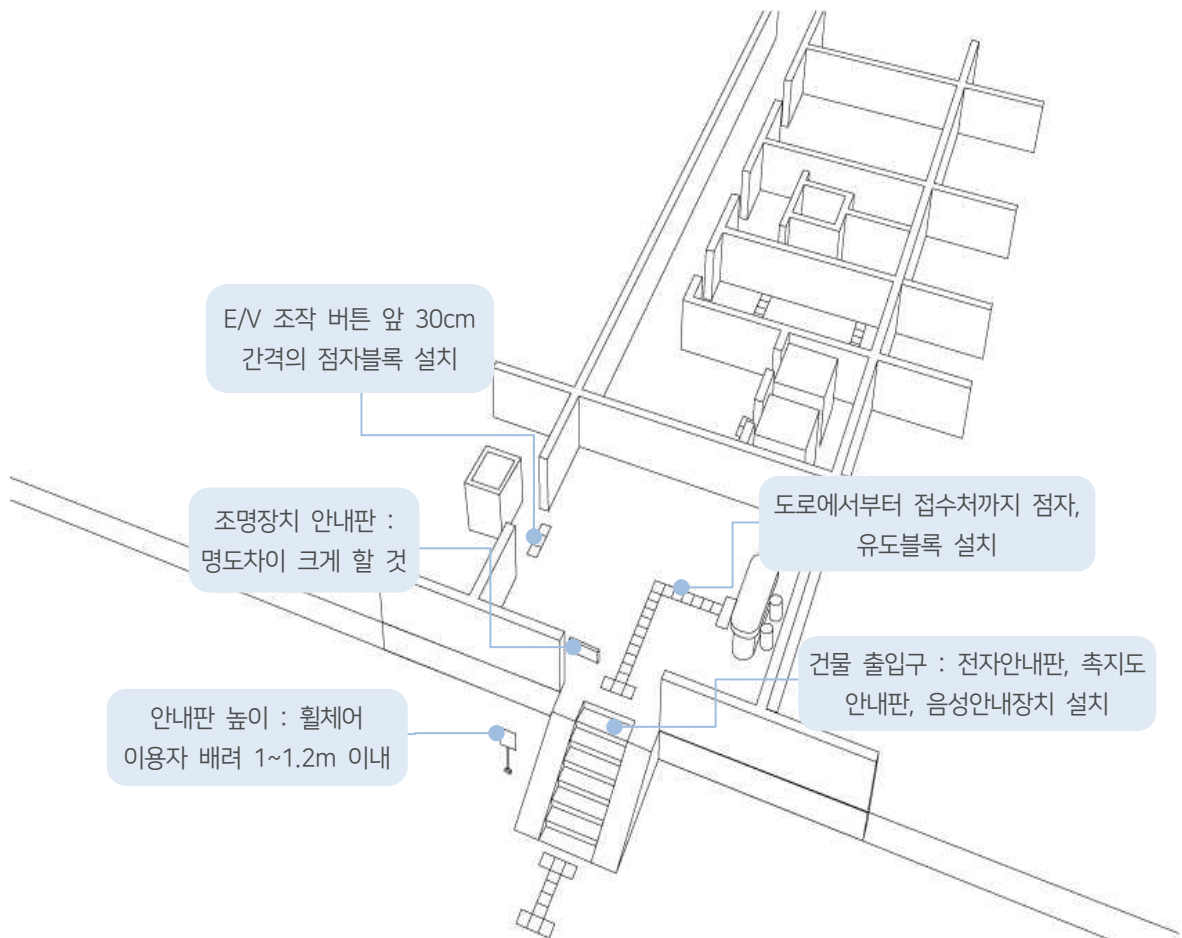 E/V 조작 버튼 앞 30cm
간격의 점자블록 설치
조명장치 안내판 :
명도차이 크게 할 것
도로에서부터 접수처까지 점자,
유도블록 설치
건물 출입구 : 전자안내판, 촉지도
안내판, 음성안내장치 설치
안내판 높이 : 휠체어
이용자 배려 1~1.2m 이내